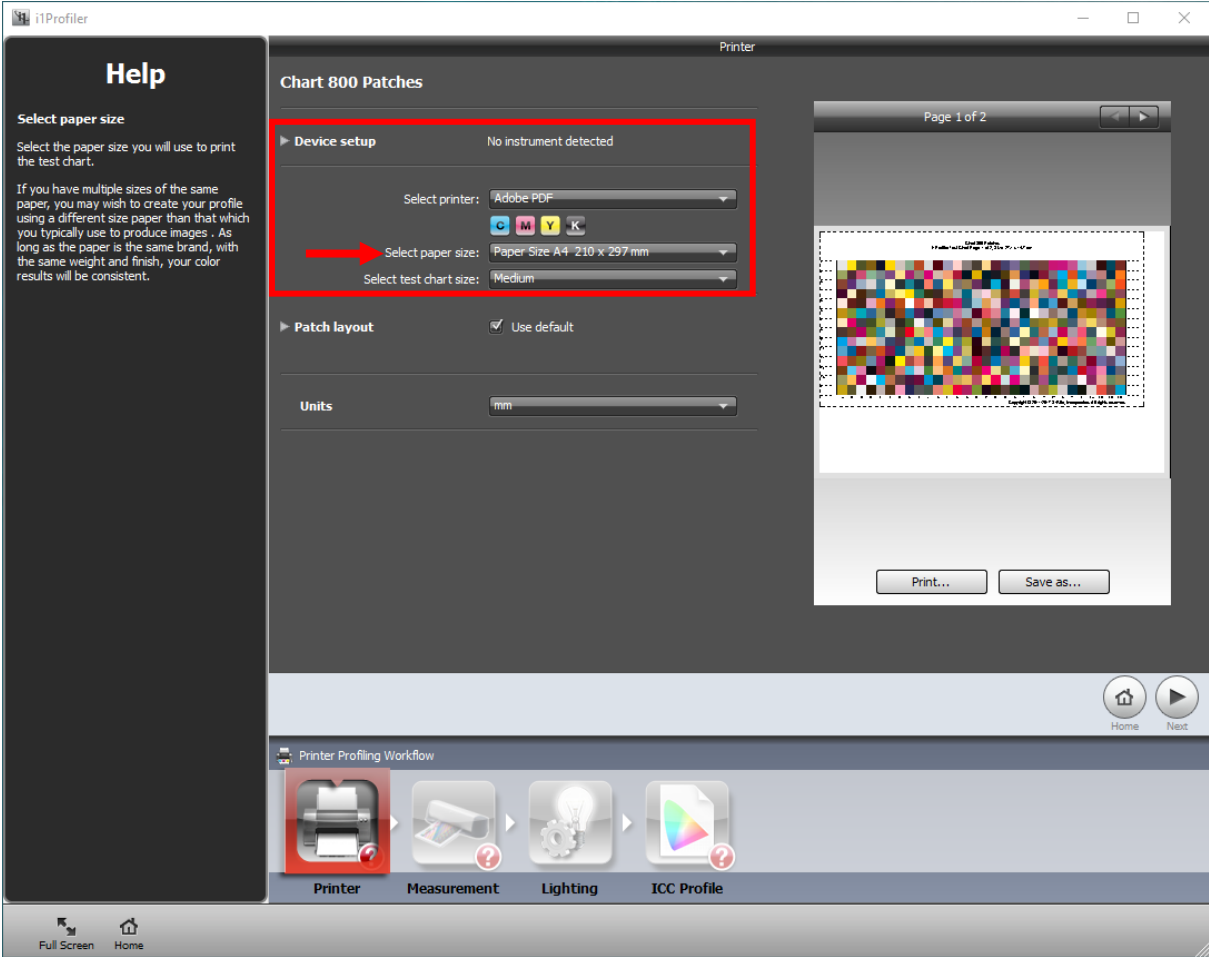 i1Profiler
Help
Select paper size
Select the paper size you will use to print
the test chart.
If you have multiple sizes of the same
paper, you may wish to create your profile
using a different size paper than that which
you typically use to produce images . As
long as the paper is the same brand, with
the same weight and finish, your color
results will be consistent.
Printer
Chart 800 Patches
Device setup No instrument detected
Select printer: Adobe PDF
C M Y K
Select paper size: Paper Size A4 210 x 297 mm
Select test chart size: Medium
Patch layout Use default
Units mm
Page 1 of 2
Chart 800 Patches
Print... Save as...
Home Next
Printer Profiling Workflow
Printer Measurement Lighting ICC Profile
Full Screen Home